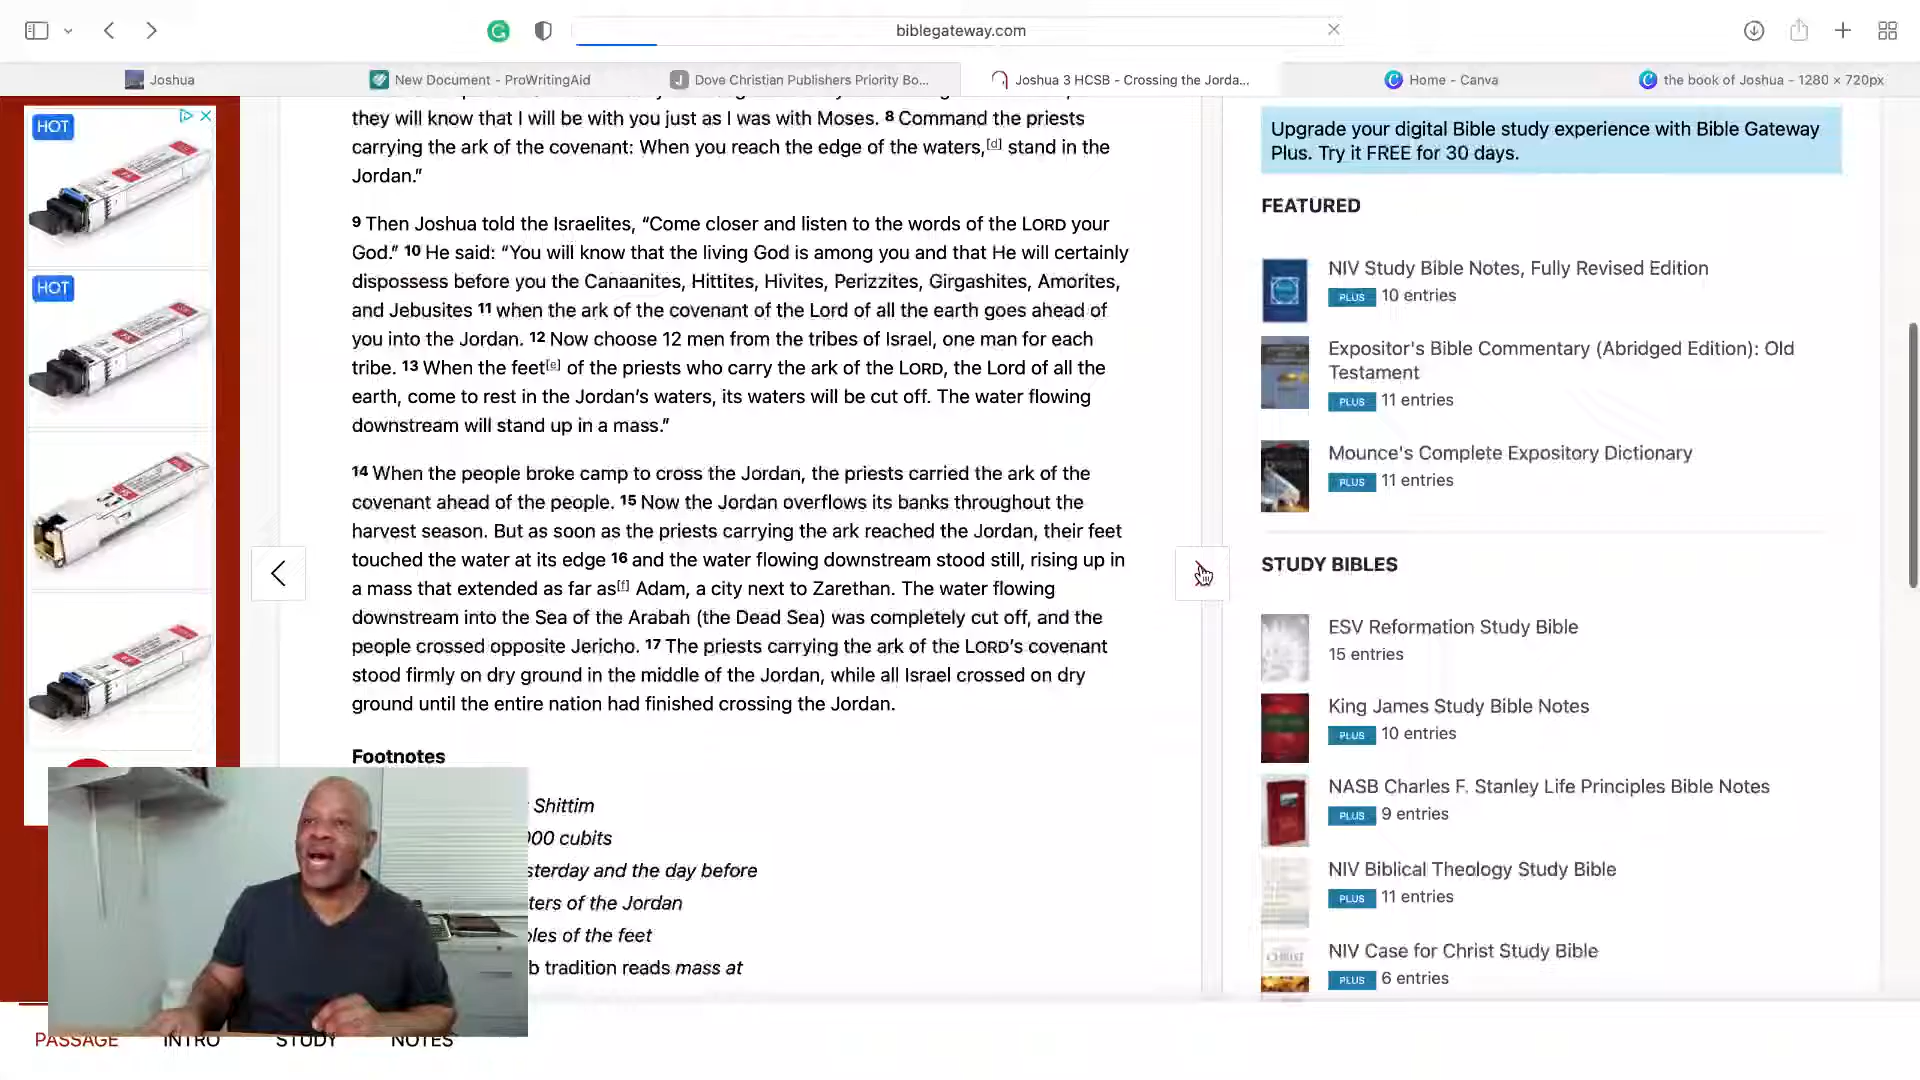 biblegateway.com
Joshua
New Document - ProWritingAid
Dove Christian Publishers Priority Bo...
Joshua 3 HCSB - Crossing the Jorda...
Home - Canva
the book of Joshua - 1280 × 720px
HOT
HOT
they will know that I will be with you just as I was with Moses. 8 Command the priests
carrying the ark of the covenant: When you reach the edge of the waters,[d] stand in the
Jordan.”
9 Then Joshua told the Israelites, “Come closer and listen to the words of the LORD your
God.” 10 He said: “You will know that the living God is among you and that He will certainly
dispossess before you the Canaanites, Hittites, Hivites, Perizzites, Girgashites, Amorites,
and Jebusites 11 when the ark of the covenant of the Lord of all the earth goes ahead of
you into the Jordan. 12 Now choose 12 men from the tribes of Israel, one man for each
tribe. 13 When the feet[e] of the priests who carry the ark of the LORD, the Lord of all the
earth, come to rest in the Jordan’s waters, its waters will be cut off. The water flowing
downstream will stand up in a mass.”
14 When the people broke camp to cross the Jordan, the priests carried the ark of the
covenant ahead of the people. 15 Now the Jordan overflows its banks throughout the
harvest season. But as soon as the priests carrying the ark reached the Jordan, their feet
touched the water at its edge 16 and the water flowing downstream stood still, rising up in
a mass that extended as far as[f] Adam, a city next to Zarethan. The water flowing
downstream into the Sea of the Arabah (the Dead Sea) was completely cut off, and the
people crossed opposite Jericho. 17 The priests carrying the ark of the LORD’s covenant
stood firmly on dry ground in the middle of the Jordan, while all Israel crossed on dry
ground until the entire nation had finished crossing the Jordan.
Footnotes
Shittim
000 cubits
sterday and the day before
ters of the Jordan
oles of the feet
b tradition reads mass at
Upgrade your digital Bible study experience with Bible Gateway
Plus. Try it FREE for 30 days.
FEATURED
NIV Study Bible Notes, Fully Revised Edition
PLUS 10 entries
Expositor's Bible Commentary (Abridged Edition): Old
Testament
PLUS 11 entries
Mounce's Complete Expository Dictionary
PLUS 11 entries
STUDY BIBLES
ESV Reformation Study Bible
15 entries
King James Study Bible Notes
PLUS 10 entries
NASB Charles F. Stanley Life Principles Bible Notes
PLUS 9 entries
NIV Biblical Theology Study Bible
PLUS 11 entries
NIV Case for Christ Study Bible
PLUS 6 entries
PASSAGE INTRO STUDY NOTES